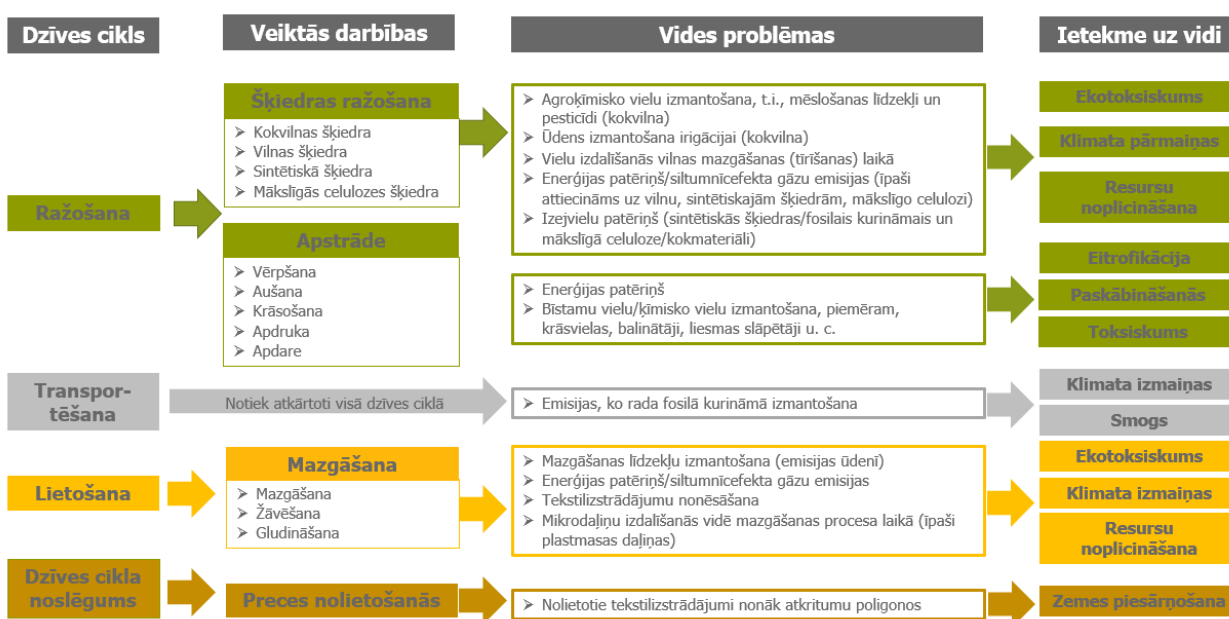 Dzīves cikls
Veiktās darbības
Vides problēmas
Ietekme uz vidi
Ražošana
Šķiedras ražošana
➢ Kokvilnas šķiedra
➢ Vilnas šķiedra
➢ Sintētiskā šķiedra
➢ Mākslīgās celulozes šķiedra
➢ Agroķīmisko vielu izmantošana, t.i., mēslošanas līdzekļi un
pesticīdi (kokvilna)
➢ Ūdens izmantošana irigācijai (kokvilna)
➢ Vielu izdalīšanās vilnas mazgāšanas (tīrīšanas) laikā
➢ Enerģijas patēriņš/siltumnīcefekta gāzu emisijas (īpaši
attiecināms uz vilnu, sintētiskajām šķiedrām, mākslīgo celulozi)
➢ Izejvielu patēriņš (sintētiskās šķiedras/fosilais kurināmais un
mākslīgā celuloze/kokmateriāli)
Ekotoksiskums
Klimata pārmaiņas
Resursu
noplicināšana
Apstrāde
➢ Vērpšana
➢ Aušana
➢ Krāsošana
➢ Apdruka
➢ Apdare
➢ Enerģijas patēriņš
➢ Bīstamu vielu/ķīmisko vielu izmantošana, piemēram,
krāsvielas, balinātāji, liesmas slāpētāji u. c.
Eitrofikācija
Paskābināšanās
Toksiskums
Transpor-
tēšana
Notiek atkārtoti visā dzīves ciklā
➢ Emisijas, ko rada fosilā kurināmā izmantošana
Klimata izmaiņas
Smogs
Lietošana
Mazgāšana
➢ Mazgāšana
➢ Žāvēšana
➢ Gludināšana
➢ Mazgāšanas līdzekļu izmantošana (emisijas ūdenī)
➢ Enerģijas patēriņš/siltumnīcefekta gāzu emisijas
➢ Tekstilizstrādājumu nonēsāšana
➢ Mikrodaļiņu izdalīšanās vidē mazgāšanas procesa laikā (īpaši
plastmasas daļiņas)
Ekotoksiskums
Klimata izmaiņas
Resursu
noplicināšana
Dzīves cikla
noslēgums
Preces nolietošanās
➢ Nolietotie tekstilizstrādājumi nonāk atkritumu poligonos
Zemes piesārņošana